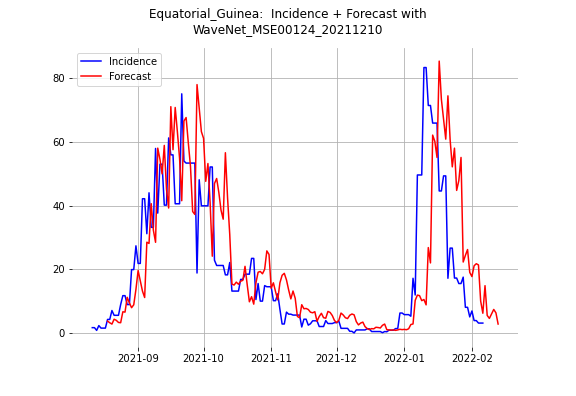 Equatorial_Guinea:  Incidence + Forecast with
WaveNet_MSE00124_20211210
Incidence
Forecast
80
60
40
20
0
2021-09 2021-10 2021-11 2021-12 2022-01 2022-02